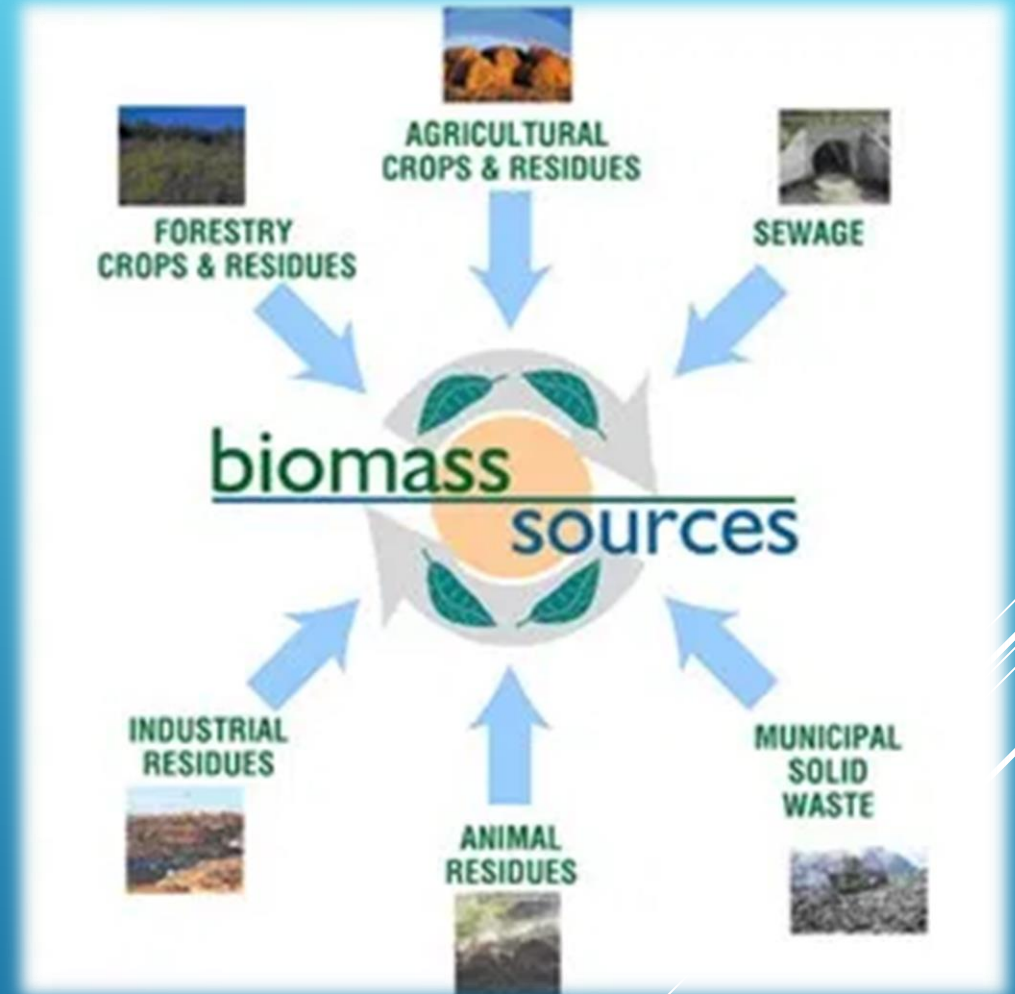 AGRICULTURAL
CROPS & RESIDUES
FORESTRY
CROPS & RESIDUES
SEWAGE
biomass
sources
INDUSTRIAL
RESIDUES
MUNICIPAL
SOLID
WASTE
ANIMAL
RESIDUES